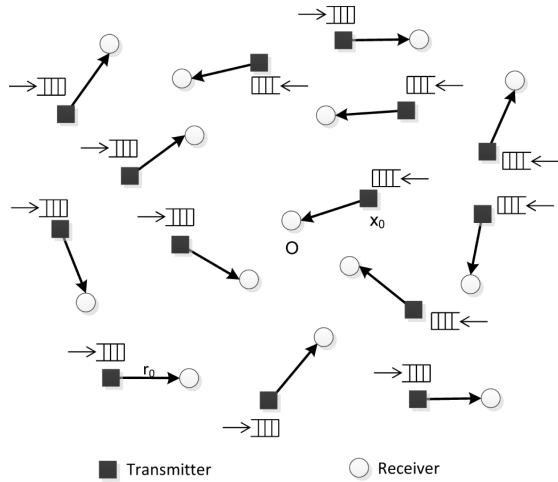 x₀
O
r₀
Transmitter
Receiver